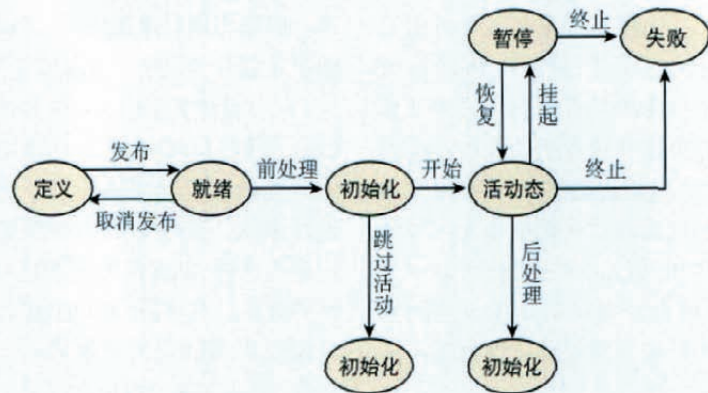 暂停
终止
失败
恢复
挂起
定义
发布
取消发布
就绪
前处理
初始化
开始
活动态
终止
跳过活动
后处理
初始化
初始化